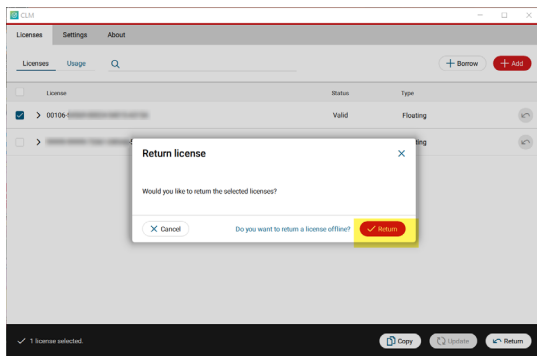 CLM
Licenses Settings About
Licenses Usage + Borrow + Add
License Status Type
00106- Valid Floating
Return license
Would you like to return the selected licenses?
Cancel Do you want to return a license offline? Return
1 license selected. Copy Update Return